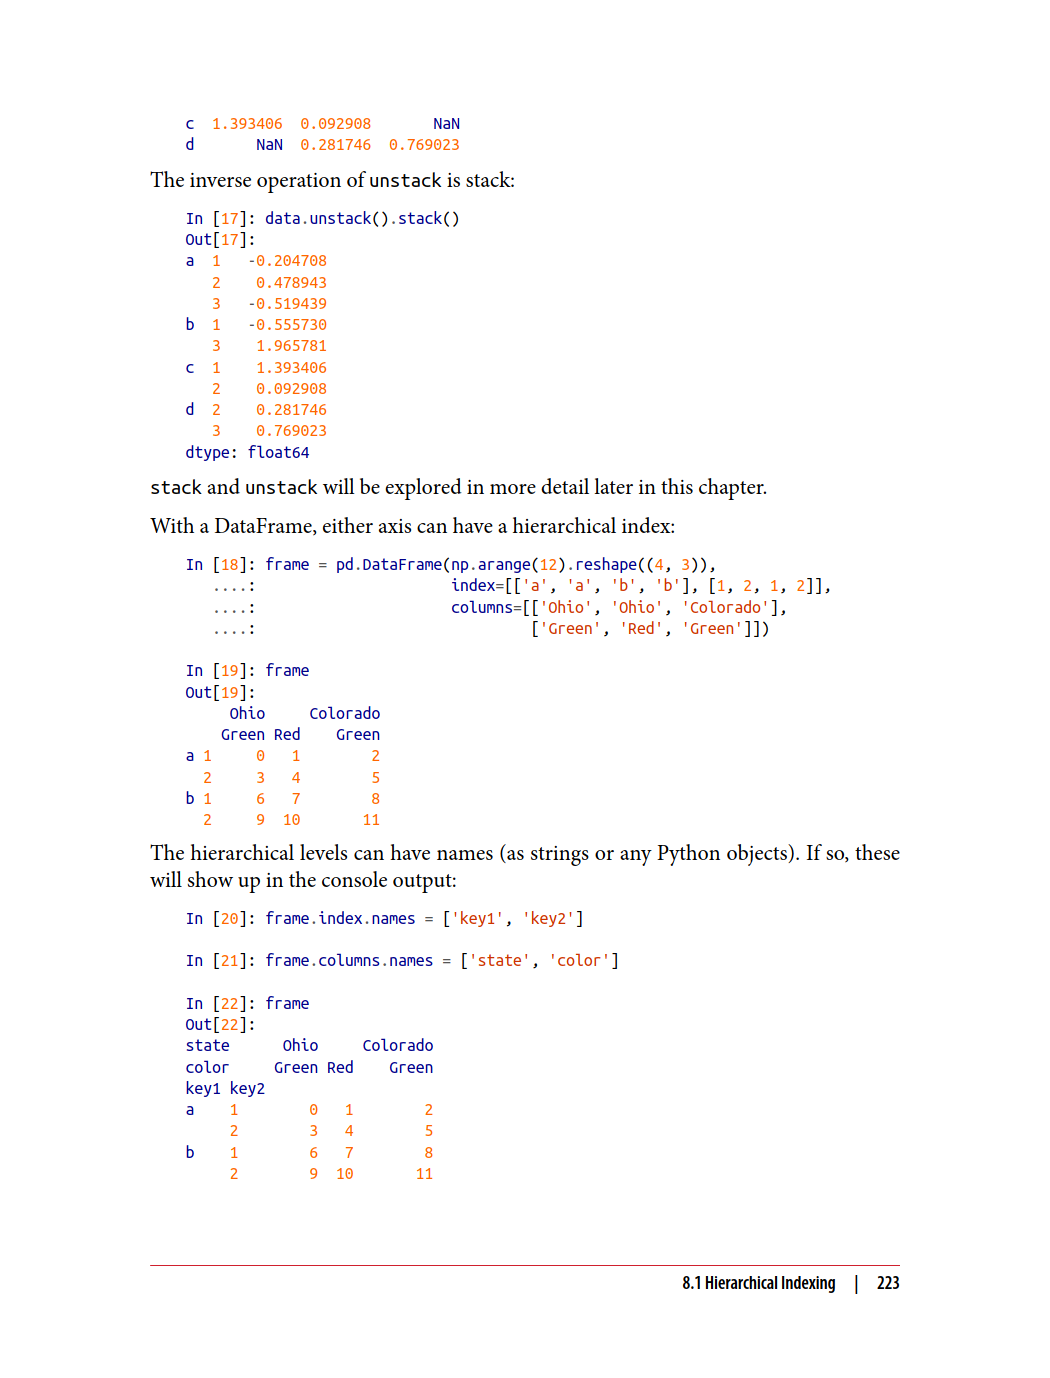 c  1.393406  0.092908       NaN
d       NaN  0.281746  0.769023
The inverse operation of unstack is stack:
In [17]: data.unstack().stack()
Out[17]:
a  1   -0.204708
   2    0.478943
   3   -0.519439
b  1   -0.555730
   3    1.965781
c  1    1.393406
   2    0.092908
d  2    0.281746
   3    0.769023
dtype: float64
stack and unstack will be explored in more detail later in this chapter.
With a DataFrame, either axis can have a hierarchical index:
In [18]: frame = pd.DataFrame(np.arange(12).reshape((4, 3)),
   ....:                      index=[['a', 'a', 'b', 'b'], [1, 2, 1, 2]],
   ....:                      columns=[['Ohio', 'Ohio', 'Colorado'],
   ....:                               ['Green', 'Red', 'Green']])
In [19]: frame
Out[19]:
     Ohio     Colorado
    Green Red    Green
a 1     0   1        2
  2     3   4        5
b 1     6   7        8
  2     9  10       11
The hierarchical levels can have names (as strings or any Python objects). If so, these
will show up in the console output:
In [20]: frame.index.names = ['key1', 'key2']
In [21]: frame.columns.names = ['state', 'color']
In [22]: frame
Out[22]:
state      Ohio     Colorado
color     Green Red    Green
key1 key2
a    1        0   1        2
     2        3   4        5
b    1        6   7        8
     2        9  10       11
8.1 Hierarchical Indexing | 223